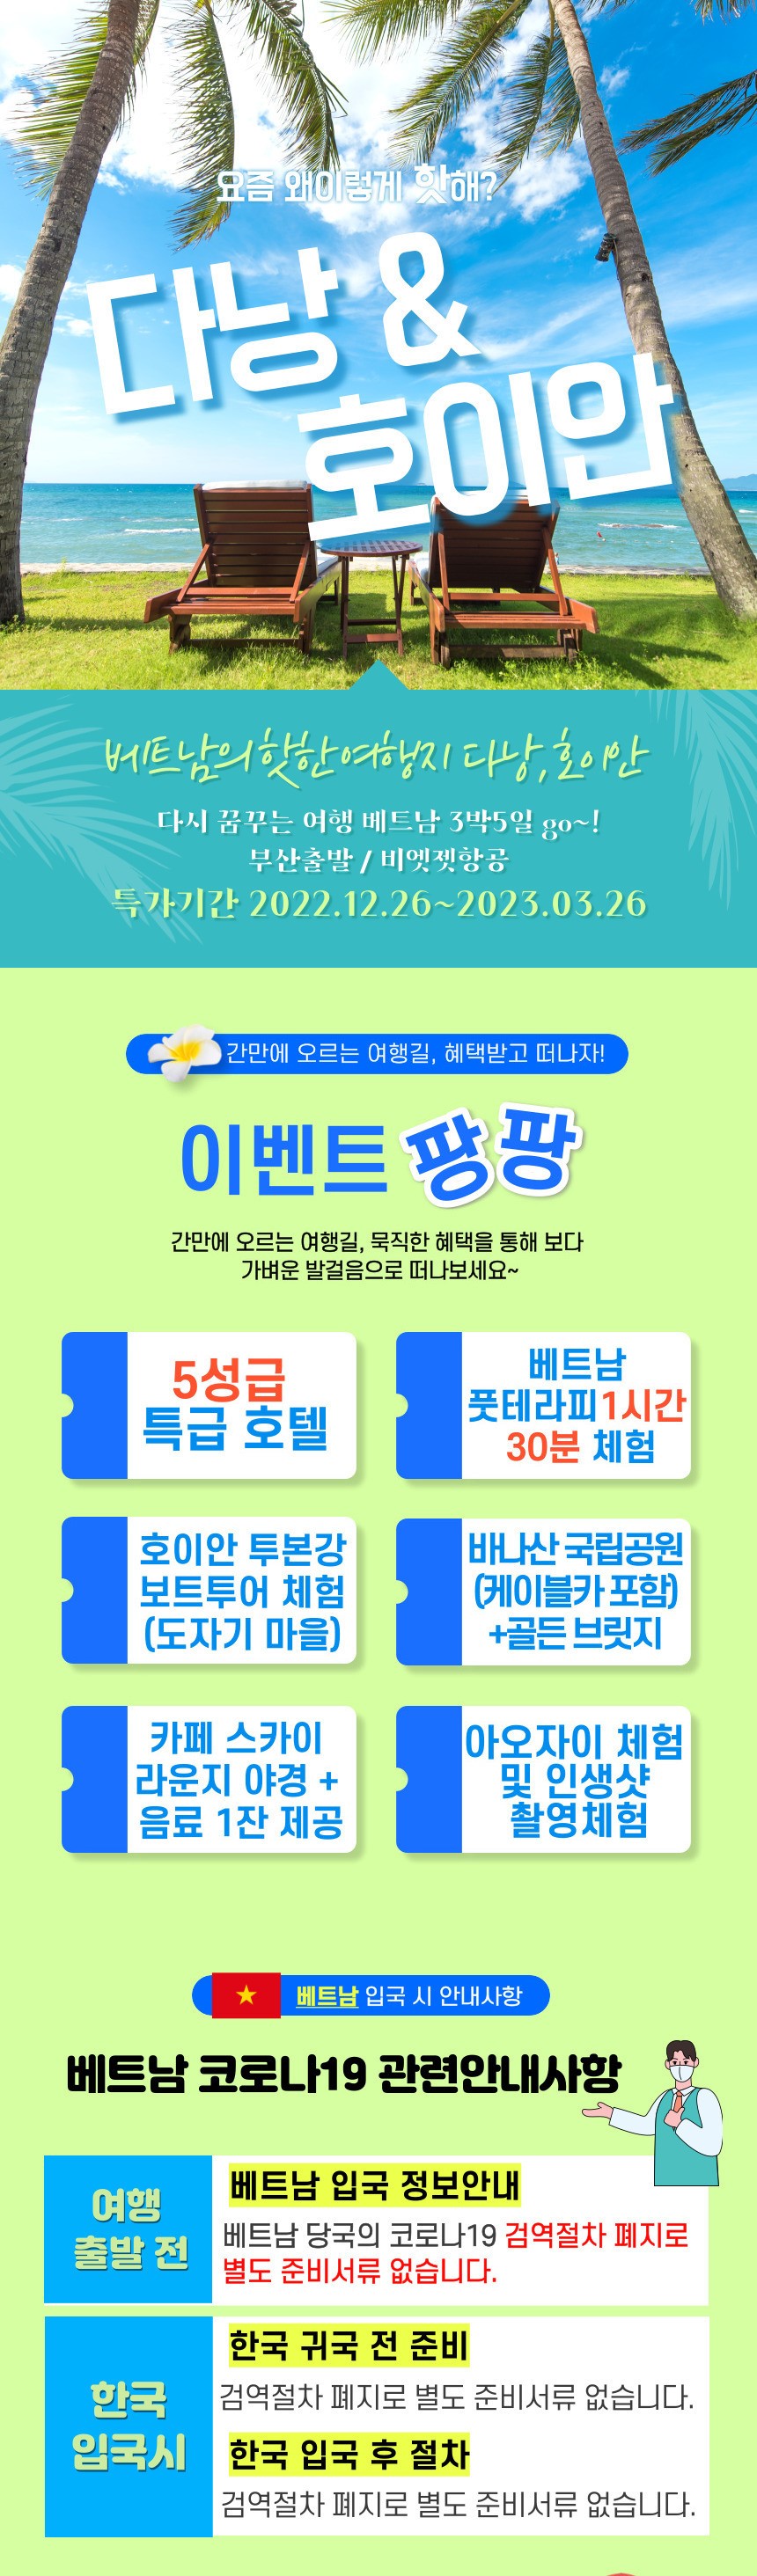 요즘 왜이렇게 핫해?
다낭 &
호이안
베트남의 핫한 여행지 다낭, 호이안
다시 꿈꾸는 여행 베트남 3박5일 go~!
부산출발 / 비엣젯항공
특가기간 2022.12.26~2023.03.26
간만에 오르는 여행길, 혜택받고 떠나자!
이벤트 팡팡
간만에 오르는 여행길, 묵직한 혜택을 통해 보다
가벼운 발걸음으로 떠나보세요~
5성급
특급 호텔
베트남
풋테라피1시간
30분 체험
호이안 투본강
보트투어 체험
(도자기 마을)
바나산 국립공원
(케이블카 포함)
+골든 브릿지
카페 스카이
라운지 야경 +
음료 1잔 제공
아오자이 체험
및 인생샷
촬영체험
베트남 입국 시 안내사항
베트남 코로나19 관련안내사항
여행
출발 전
베트남 입국 정보안내
베트남 당국의 코로나19 검역절차 폐지로
별도 준비서류 없습니다.
한국
입국시
한국 귀국 전 준비
검역절차 폐지로 별도 준비서류 없습니다.
한국 입국 후 절차
검역절차 폐지로 별도 준비서류 없습니다.